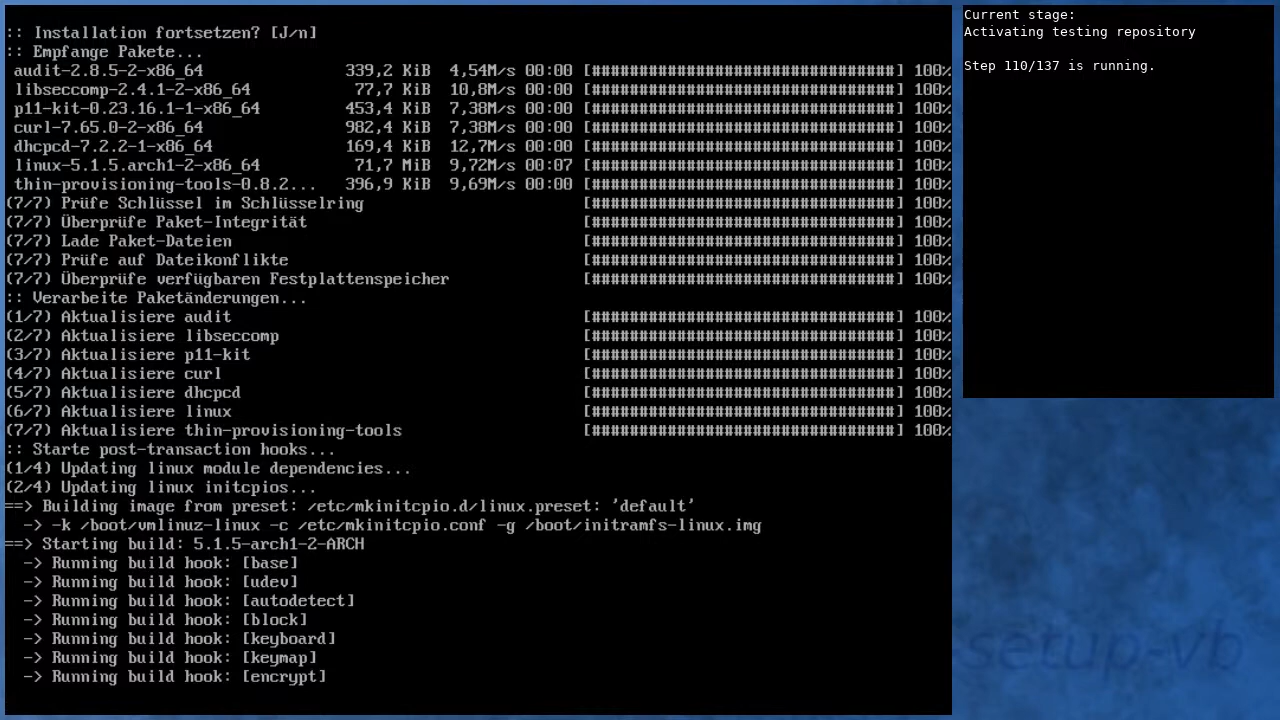 :: Installation fortsetzen? [J/n]
:: Empfange Pakete...
 audit-2.8.5-2-x86_64 339,2 KiB 4,54M/s 00:00 [################################] 100%
 libseccomp-2.4.1-2-x86_64 77,7 KiB 10,8M/s 00:00 [################################] 100%
 p11-kit-0.23.16.1-1-x86_64 453,4 KiB 7,38M/s 00:00 [################################] 100%
 curl-7.65.0-2-x86_64 982,4 KiB 7,38M/s 00:00 [################################] 100%
 dhcpcd-7.2.2-1-x86_64 169,4 KiB 12,7M/s 00:00 [################################] 100%
 linux-5.1.5.arch1-2-x86_64 71,7 MiB 9,72M/s 00:07 [################################] 100%
 thin-provisioning-tools-0.8.2... 396,9 KiB 9,69M/s 00:00 [################################] 100%
(7/7) Prüfe Schlüssel im Schlüsselring [################################] 100%
(7/7) Überprüfe Paket-Integrität [################################] 100%
(7/7) Lade Paket-Dateien [################################] 100%
(7/7) Prüfe auf Dateikonflikte [################################] 100%
(7/7) Überprüfe verfügbaren Festplattenspeicher [################################] 100%
:: Verarbeite Paketänderungen...
(1/7) Aktualisiere audit [################################] 100%
(2/7) Aktualisiere libseccomp [################################] 100%
(3/7) Aktualisiere p11-kit [################################] 100%
(4/7) Aktualisiere curl [################################] 100%
(5/7) Aktualisiere dhcpcd [################################] 100%
(6/7) Aktualisiere linux [################################] 100%
(7/7) Aktualisiere thin-provisioning-tools [################################] 100%
:: Starte post-transaction hooks...
(1/4) Updating linux module dependencies...
(2/4) Updating linux initcpios...
==> Building image from preset: /etc/mkinitcpio.d/linux.preset: 'default'
  -> -k /boot/vmlinuz-linux -c /etc/mkinitcpio.conf -g /boot/initramfs-linux.img
==> Starting build: 5.1.5-arch1-2-ARCH
  -> Running build hook: [base]
  -> Running build hook: [udev]
  -> Running build hook: [autodetect]
  -> Running build hook: [block]
  -> Running build hook: [keyboard]
  -> Running build hook: [keymap]
  -> Running build hook: [encrypt]
Current stage:
Activating testing repository
Step 110/137 is running.
setup-vb